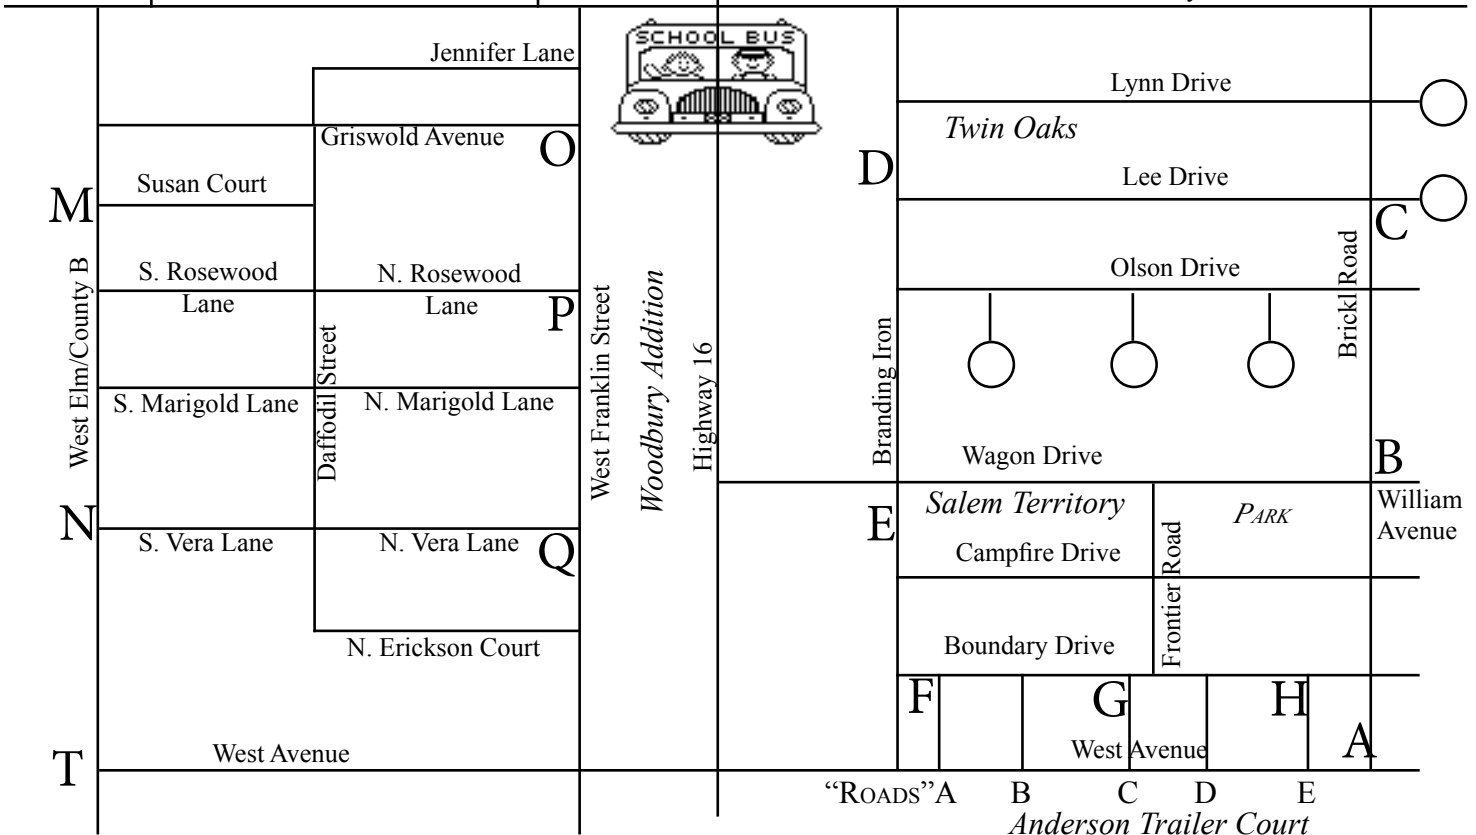 SCHOOL BUS
Jennifer Lane
Griswold Avenue
O
Susan Court
M
S. Rosewood
Lane
N. Rosewood
Lane
P
West Elm/County B
Daffodil Street
S. Marigold Lane
N. Marigold Lane
West Franklin Street
Woodbury Addition
Highway 16
N
S. Vera Lane
N. Vera Lane
Q
N. Erickson Court
T
West Avenue
Lynn Drive
Twin Oaks
D
Lee Drive
C
Olson Drive
Brickl Road
Branding Iron
Wagon Drive
B
William
Avenue
E
Salem Territory
PARK
Campfire Drive
Frontier Road
Boundary Drive
F
G
H
A
West Avenue
“ROADS”A B C D E
Anderson Trailer Court